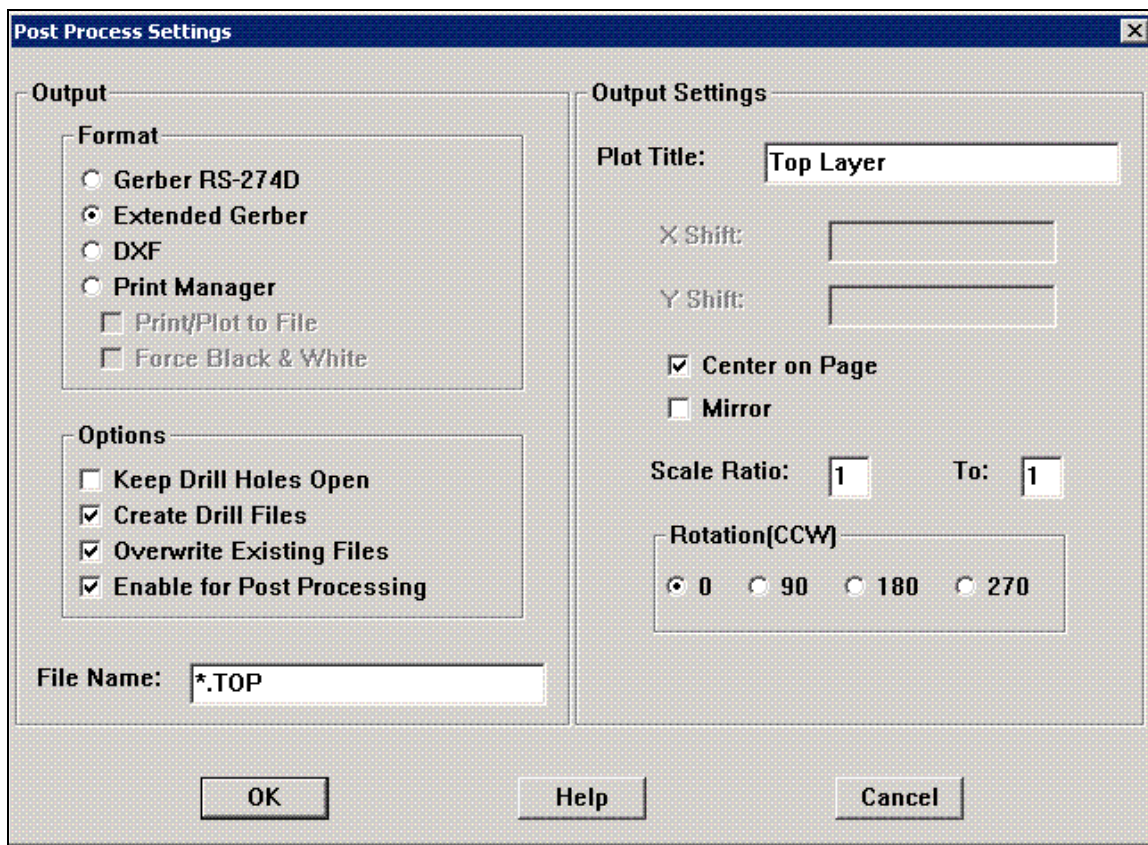 Post Process Settings
Output
Format
Gerber RS-274D
Extended Gerber
DXF
Print Manager
Print/Plot to File
Force Black & White
Options
Keep Drill Holes Open
Create Drill Files
Overwrite Existing Files
Enable for Post Processing
File Name: *.TOP
Output Settings
Plot Title: Top Layer
X Shift:
Y Shift:
Center on Page
Mirror
Scale Ratio: 1 To: 1
Rotation(CCW)
0 90 180 270
OK Help Cancel